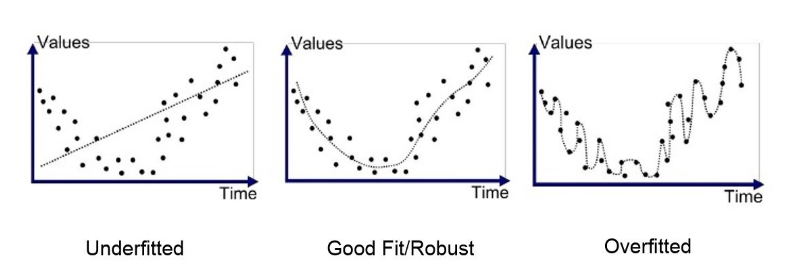 Values
Time
Underfitted
Values
Time
Good Fit/Robust
Values
Time
Overfitted